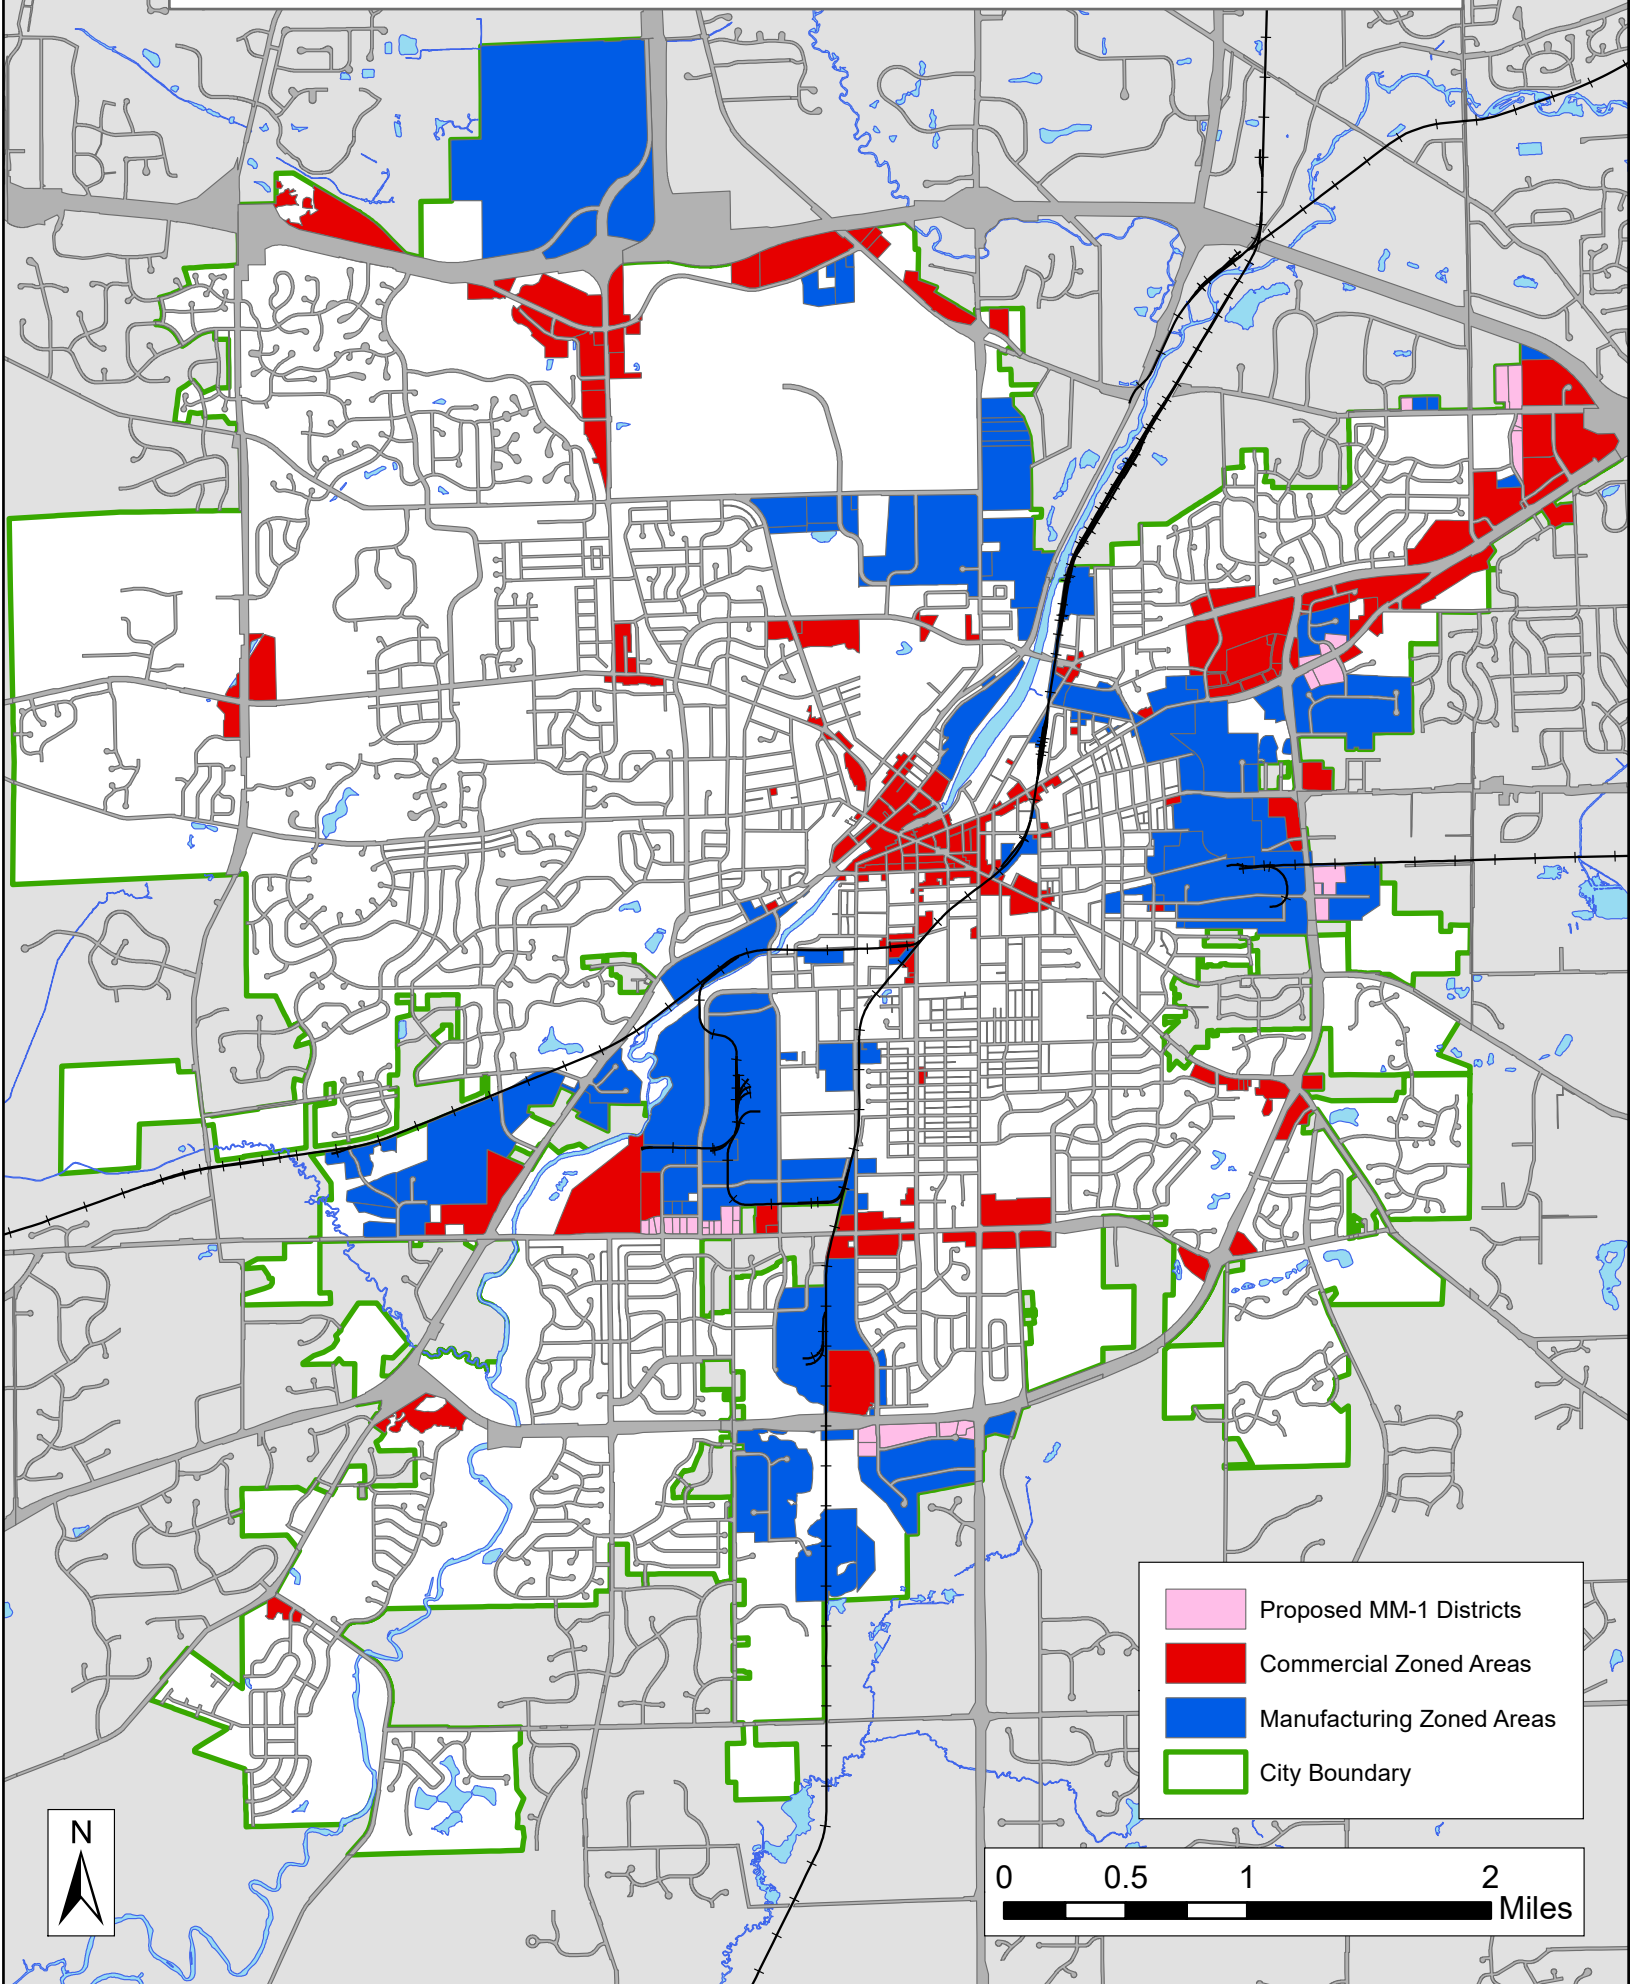 Proposed MM-1 Districts
Commercial Zoned Areas
Manufacturing Zoned Areas
City Boundary
N
0 0.5 1 2
Miles